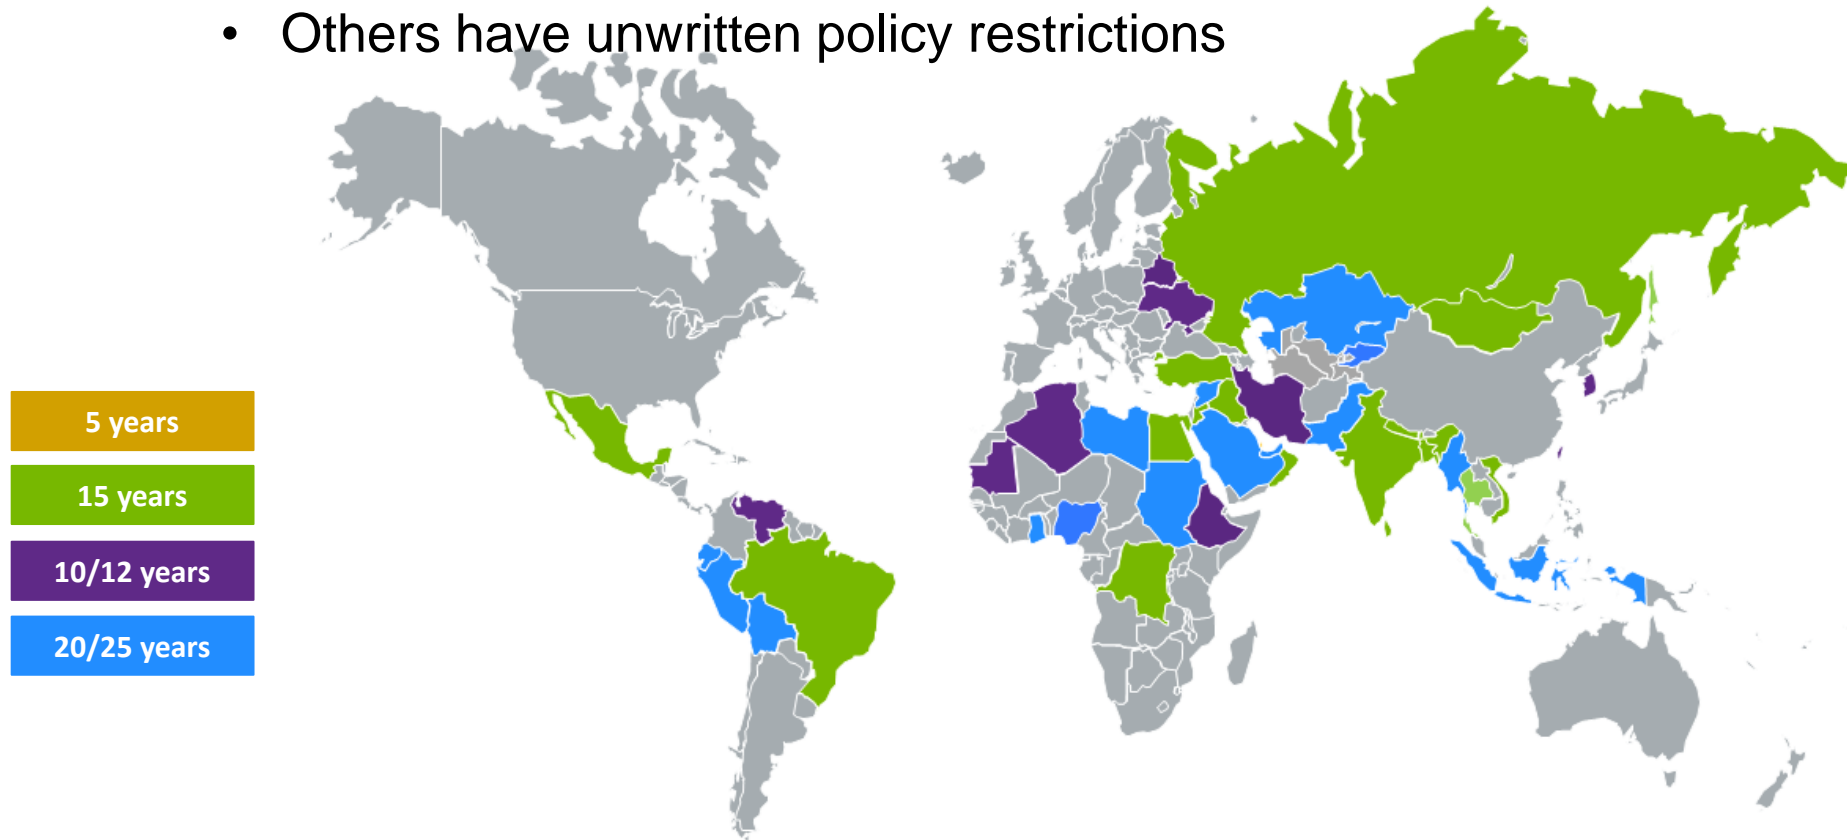 • Others have unwritten policy restrictions
5 years
15 years
10/12 years
20/25 years